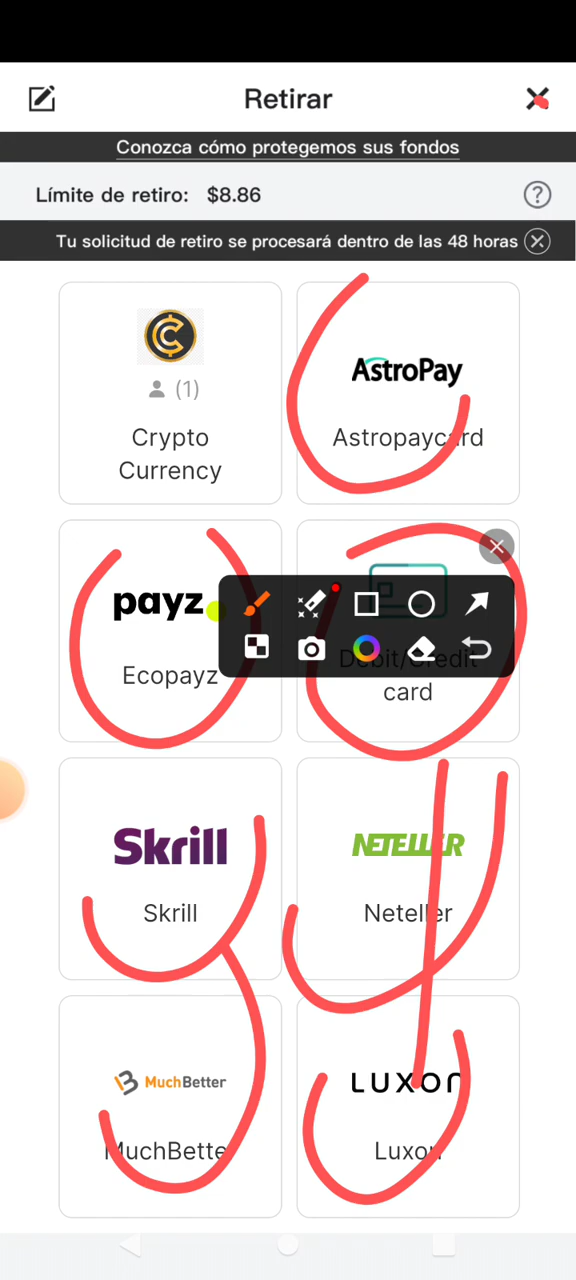 Retirar
Conozca cómo protegemos sus fondos
Límite de retiro: $8.86
Tu solicitud de retiro se procesará dentro de las 48 horas
(1)
Crypto
Currency
AstroPay
Astropaycard
payz
Ecopayz
Debit/Credit
card
Skrill
Skrill
NETELLER
Neteller
MuchBetter
MuchBette
LUXON
Luxon